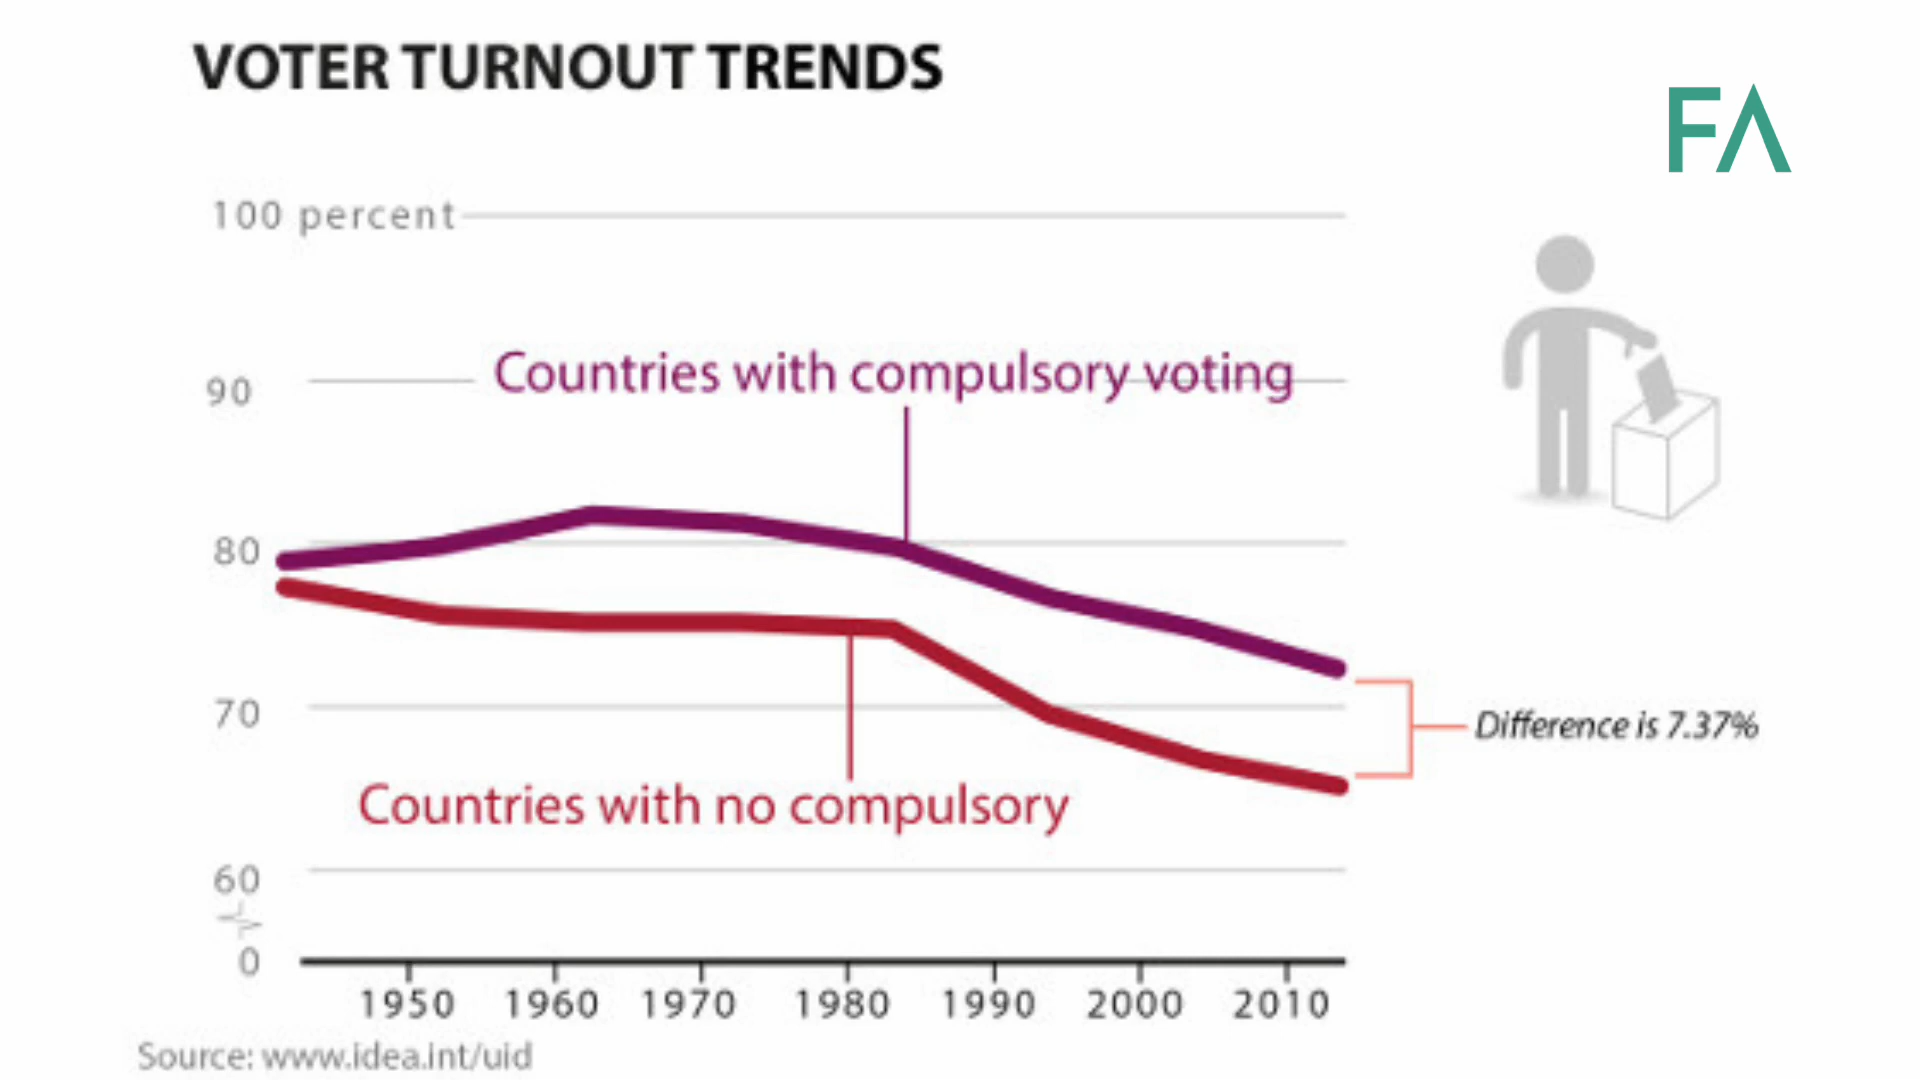 VOTER TURNOUT TRENDS
FA
100 percent
90
Countries with compulsory voting
80
70
Difference is 7.37%
Countries with no compulsory
60
0
1950 1960 1970 1980 1990 2000 2010
Source: www.idea.int/uid